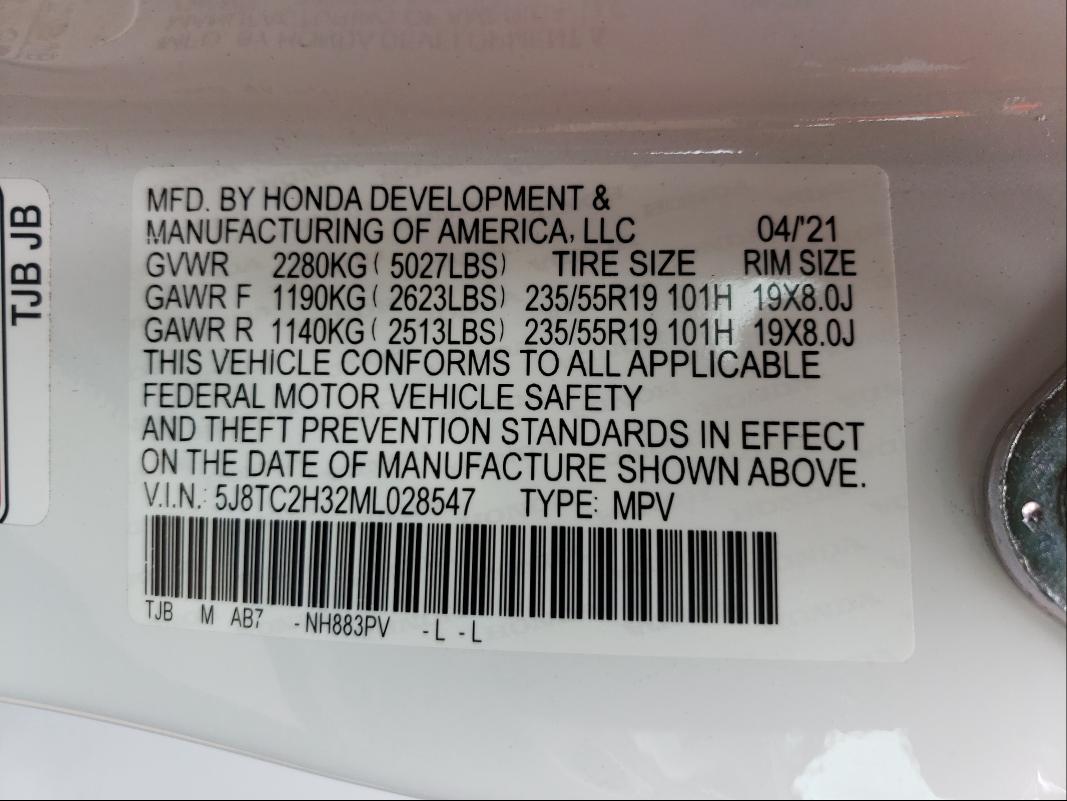 MFD. BY HONDA DEVELOPMENT &
MANUFACTURING OF AMERICA, LLC 04/'21
GVWR 2280KG ( 5027LBS) TIRE SIZE RIM SIZE
GAWR F 1190KG ( 2623LBS) 235/55R19 101H 19X8.0J
GAWR R 1140KG ( 2513LBS) 235/55R19 101H 19X8.0J
THIS VEHICLE CONFORMS TO ALL APPLICABLE
FEDERAL MOTOR VEHICLE SAFETY
AND THEFT PREVENTION STANDARDS IN EFFECT
ON THE DATE OF MANUFACTURE SHOWN ABOVE.
V.I.N.: 5J8TC2H32ML028547 TYPE: MPV
TJB M AB7 -NH883PV -L -L
TJB JB